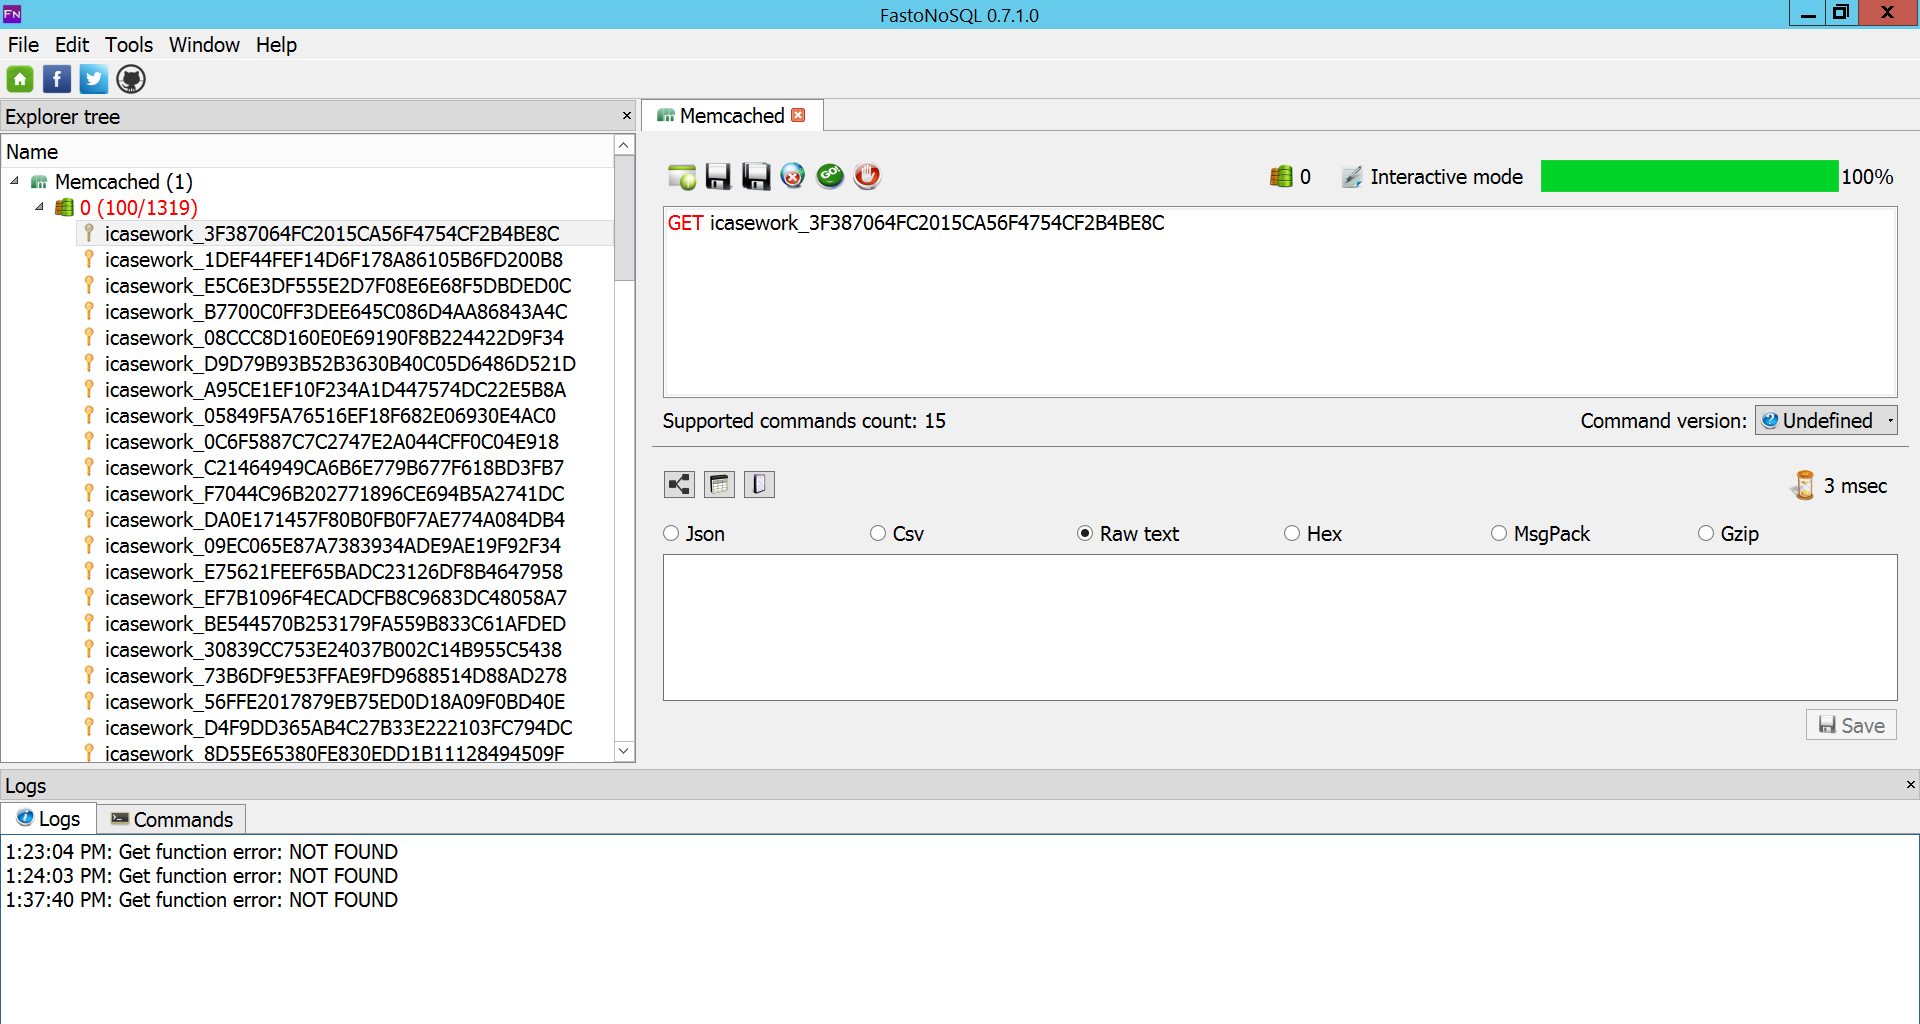 FN
FastoNoSQL 0.7.1.0
File Edit Tools Window Help
Explorer tree
Name
Memcached (1)
0 (100/1319)
icasework_3F387064FC2015CA56F4754CF2B4BE8C
icasework_1DEF44FEF14D6F178A86105B6FD200B8
icasework_E5C6E3DF555E2D7F08E6E68F5DBDED0C
icasework_B7700C0FF3DEE645C086D4AA86843A4C
icasework_08CCC8D160E0E69190F8B224422D9F34
icasework_D9D79B93B52B3630B40C05D6486D521D
icasework_A95CE1EF10F234A1D447574DC22E5B8A
icasework_05849F5A76516EF18F682E06930E4AC0
icasework_0C6F5887C7C2747E2A044CFF0C04E918
icasework_C21464949CA6B6E779B677F618BD3FB7
icasework_F7044C96B202771896CE694B5A2741DC
icasework_DA0E171457F80B0FB0F7AE774A084DB4
icasework_09EC065E87A7383934ADE9AE19F92F34
icasework_E75621FEEF65BADC23126DF8B4647958
icasework_EF7B1096F4ECADCFB8C9683DC48058A7
icasework_BE544570B253179FA559B833C61AFDED
icasework_30839CC753E24037B002C14B955C5438
icasework_73B6DF9E53FFAE9FD9688514D88AD278
icasework_56FFE2017879EB75ED0D18A09F0BD40E
icasework_D4F9DD365AB4C27B33E222103FC794DC
icasework_8D55E65380FE830EDD1B11128494509F
Memcached
GO!
0
Interactive mode
100%
GET icasework_3F387064FC2015CA56F4754CF2B4BE8C
Supported commands count: 15
Command version: Undefined
3 msec
Json Csv Raw text Hex MsgPack Gzip
Save
Logs
Logs Commands
1:23:04 PM: Get function error: NOT FOUND
1:24:03 PM: Get function error: NOT FOUND
1:37:40 PM: Get function error: NOT FOUND